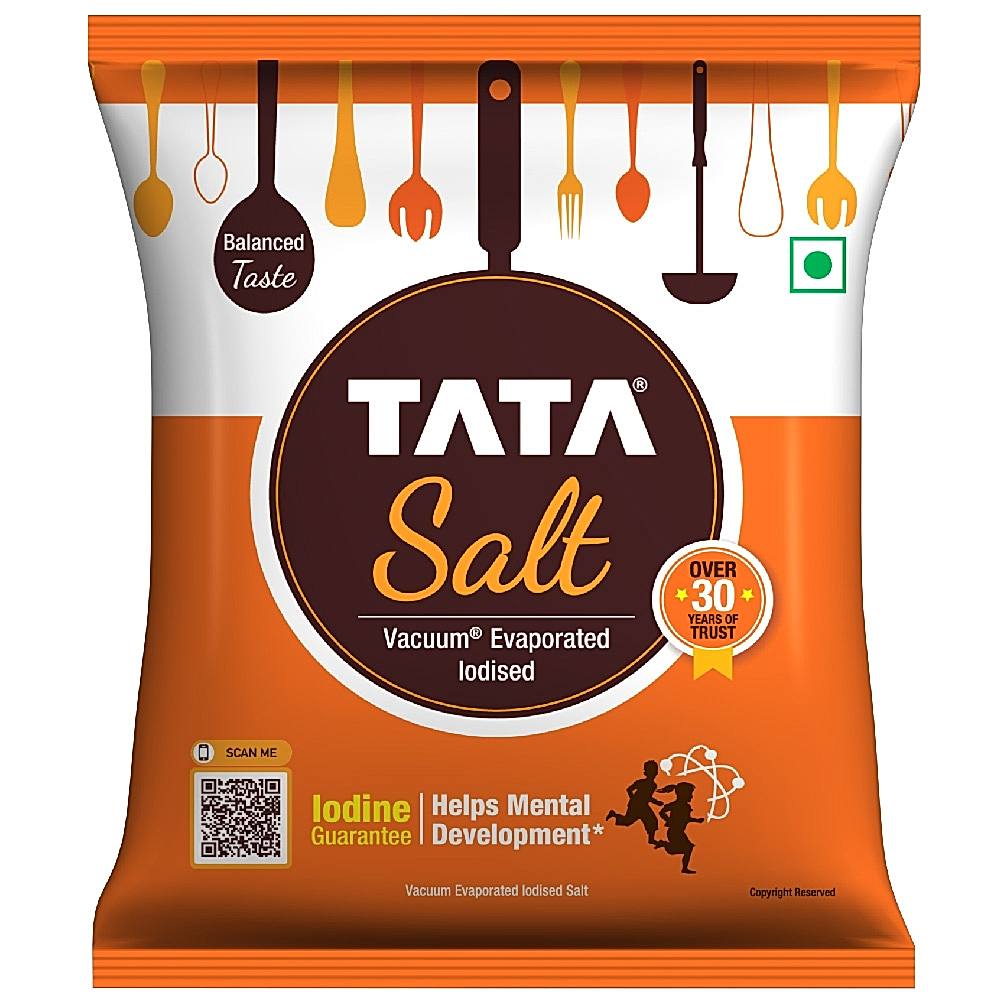 Balanced
Taste
TATA®
Salt
Vacuum® Evaporated
Iodised
OVER
30
YEARS OF
TRUST
SCAN ME
Iodine
Guarantee
Helps Mental
Development*
Vacuum Evaporated Iodised Salt
Copyright Reserved